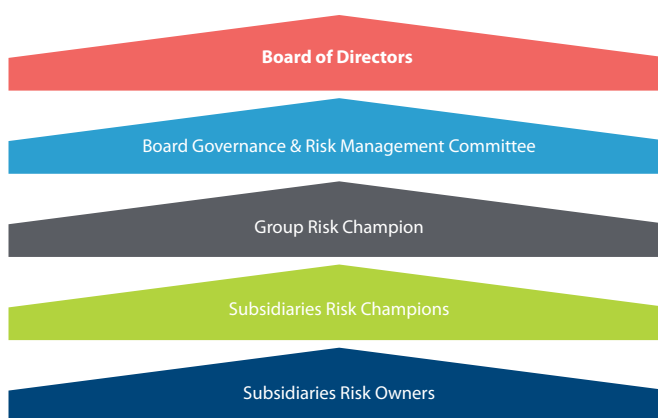 Board of Directors
Board Governance & Risk Management Committee
Group Risk Champion
Subsidiaries Risk Champions
Subsidiaries Risk Owners